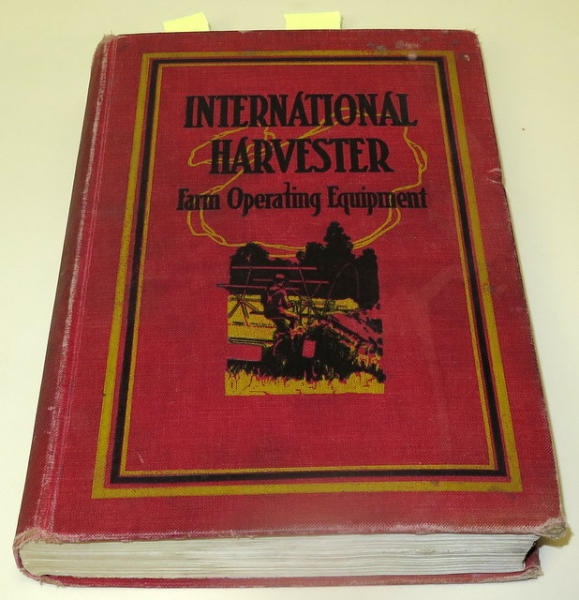 INTERNATIONAL
HARVESTER
Farm Operating Equipment